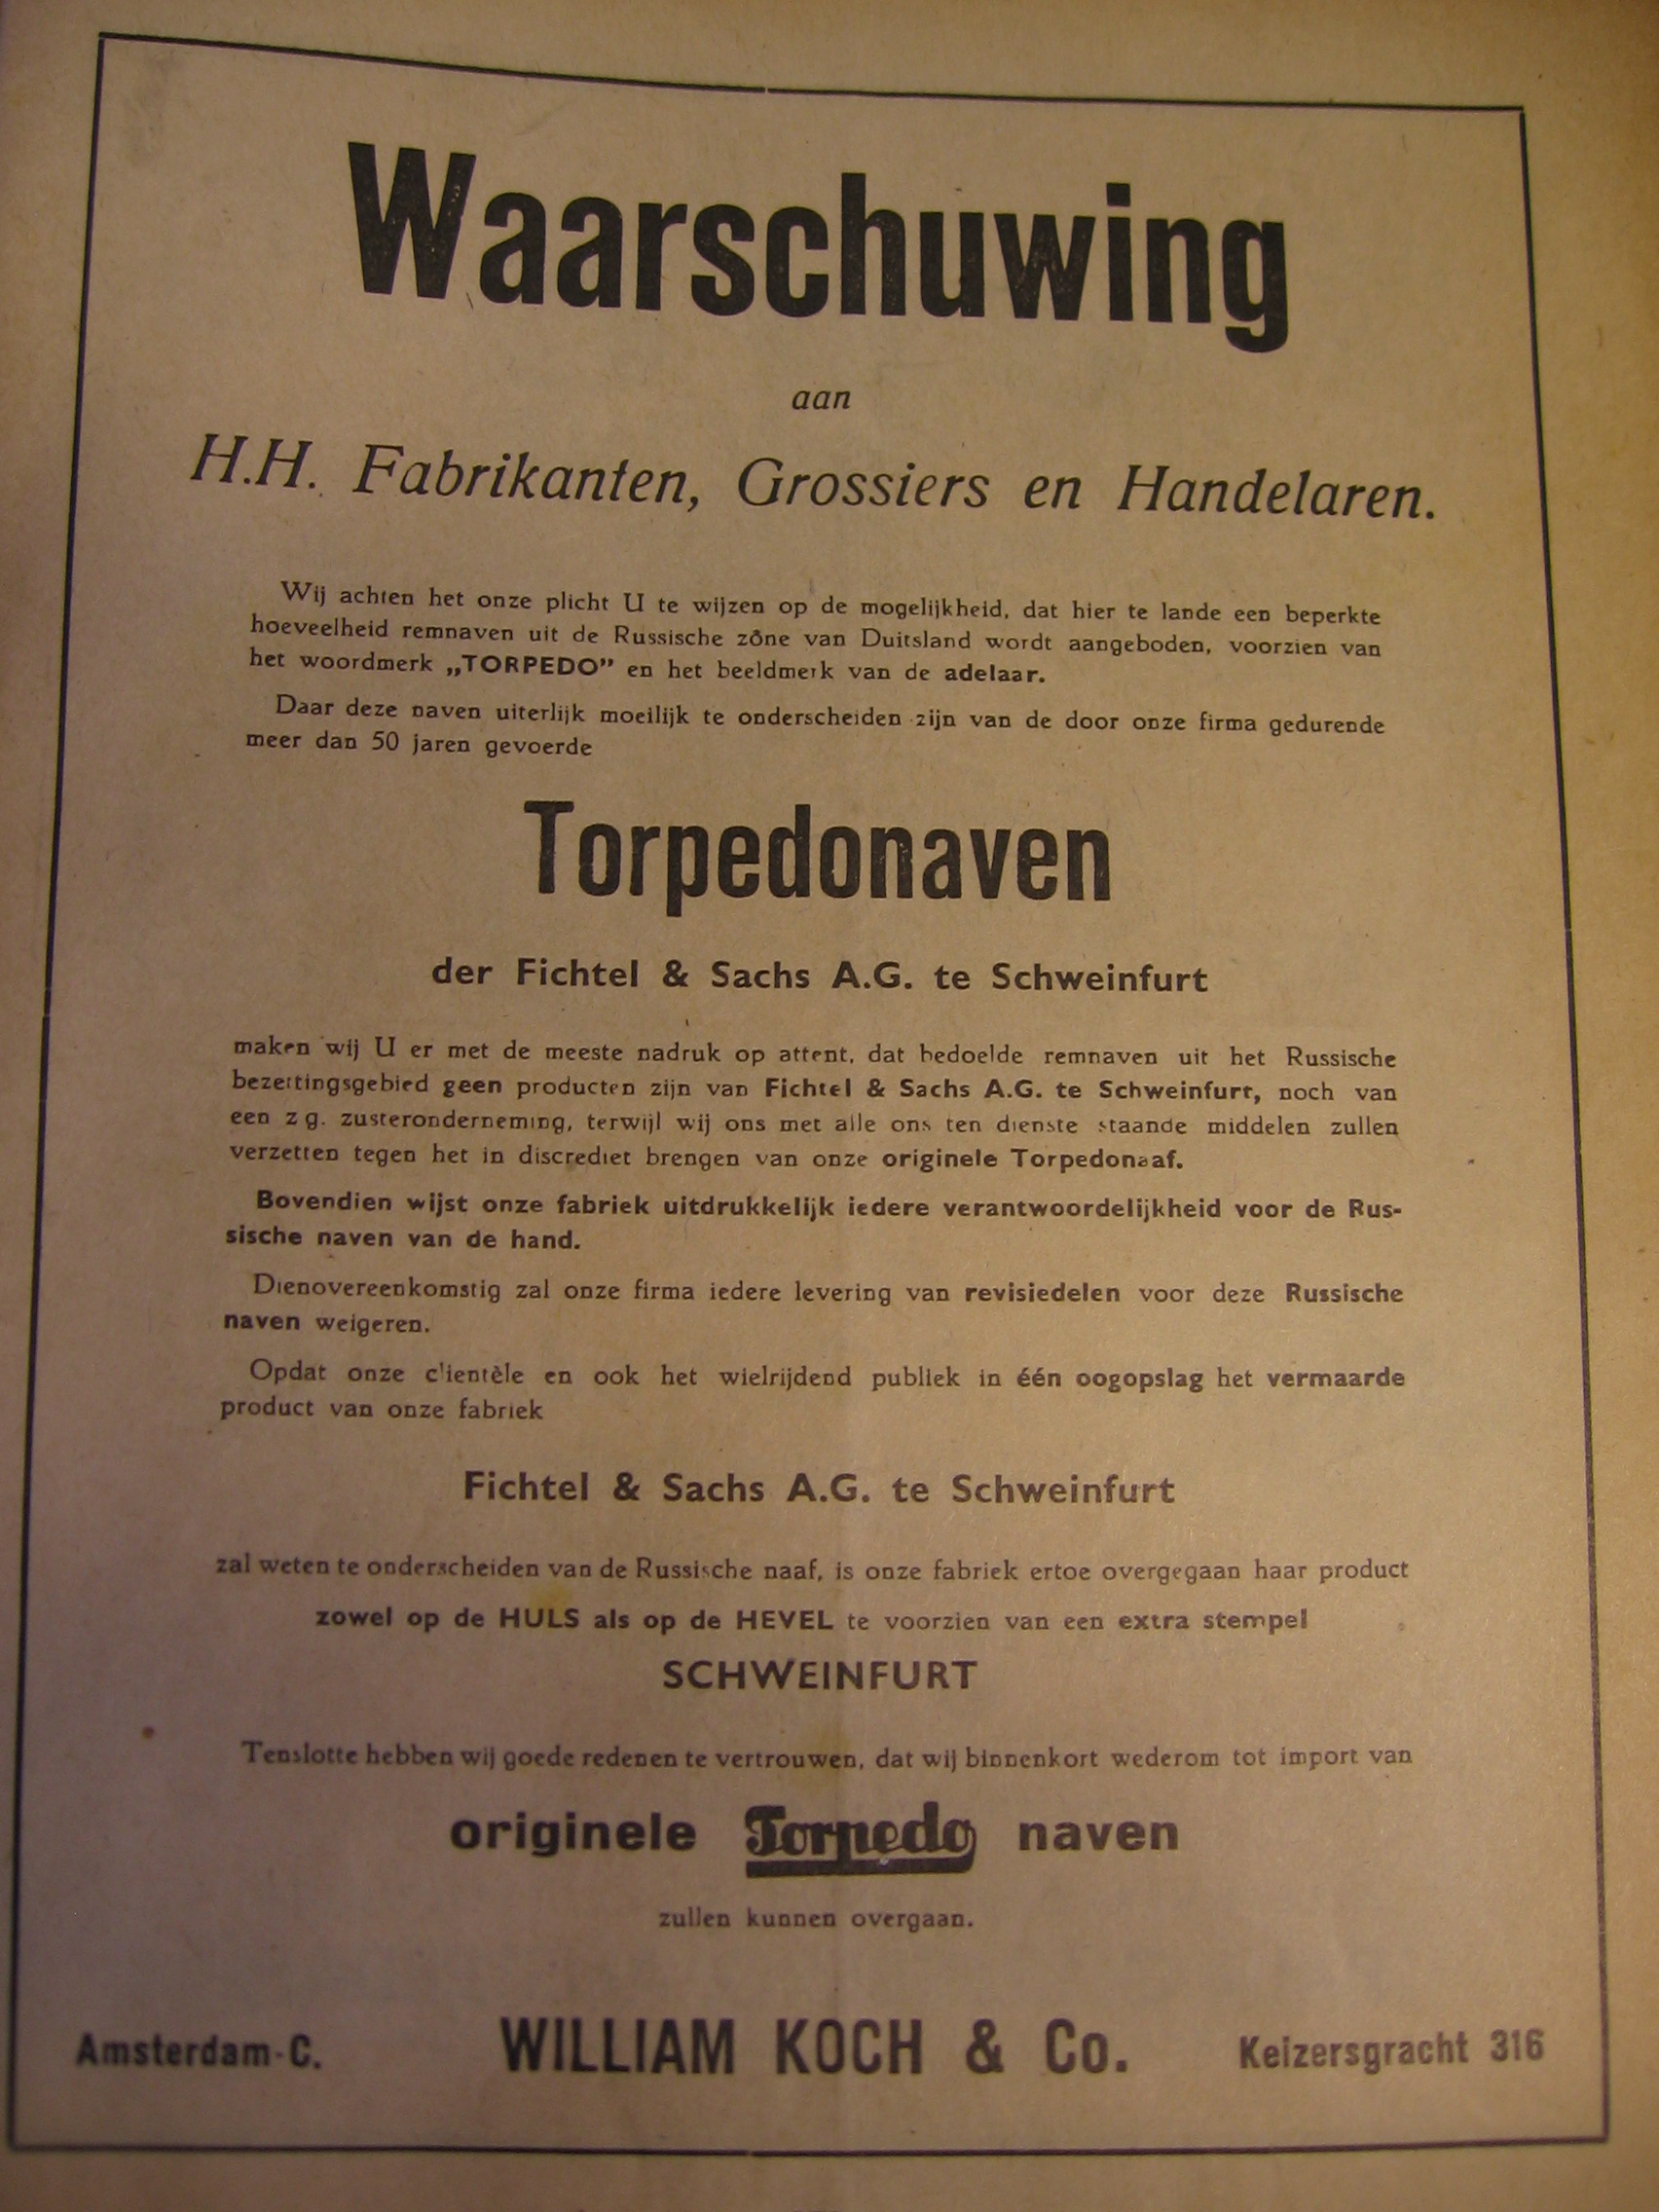 Waarschuwing
aan
H.H. Fabrikanten, Grossiers en Handelaren.
Wij achten het onze plicht U te wijzen op de mogelijkheid, dat hier te lande een beperkte
hoeveelheid remnaven uit de Russische zône van Duitsland wordt aangeboden, voorzien van
het woordmerk „TORPEDO” en het beeldmerk van de adelaar.
Daar deze naven uiterlijk moeilijk te onderscheiden zijn van de door onze firma gedurende
meer dan 50 jaren gevoerde
Torpedonaven
der Fichtel & Sachs A.G. te Schweinfurt
maken wij U er met de meeste nadruk op attent, dat bedoelde remnaven uit het Russische
bezettingsgebied geen producten zijn van Fichtel & Sachs A.G. te Schweinfurt, noch van
een z g. zusteronderneming, terwijl wij ons met alle ons ten dienste staande middelen zullen
verzetten tegen het in discrediet brengen van onze originele Torpedonaaf.
Bovendien wijst onze fabriek uitdrukkelijk iedere verantwoordelijkheid voor de Rus-
sische naven van de hand.
Dienovereenkomstig zal onze firma iedere levering van revisiedelen voor deze Russische
naven weigeren.
Opdat onze clientèle en ook het wielrijdend publiek in één oogopslag het vermaarde
product van onze fabriek
Fichtel & Sachs A.G. te Schweinfurt
zal weten te onderscheiden van de Russische naaf, is onze fabriek ertoe overgegaan haar product
zowel op de HULS als op de HEVEL te voorzien van een extra stempel
SCHWEINFURT
Tenslotte hebben wij goede redenen te vertrouwen, dat wij binnenkort wederom tot import van
originele Torpedo naven
zullen kunnen overgaan.
Amsterdam-C. WILLIAM KOCH & Co. Keizersgracht 316